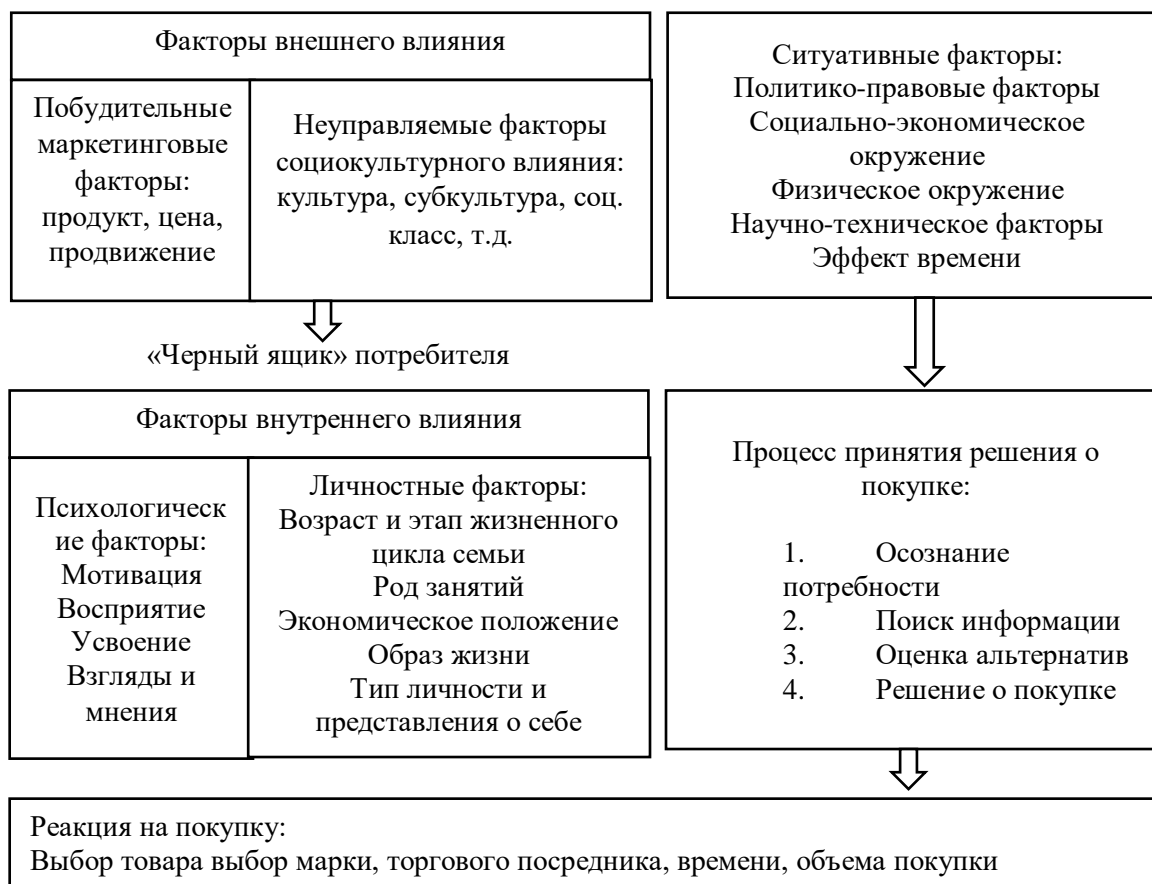 Факторы внешнего влияния
Побудительные
маркетинговые
факторы:
продукт, цена,
продвижение
Неуправляемые факторы
социокультурного влияния:
культура, субкультура, соц.
класс, т.д.
Ситуативные факторы:
Политико-правовые факторы
Социально-экономическое
окружение
Физическое окружение
Научно-техническое факторы
Эффект времени
«Черный ящик» потребителя
Факторы внутреннего влияния
Психологическ
ие факторы:
Мотивация
Восприятие
Усвоение
Взгляды и
мнения
Личностные факторы:
Возраст и этап жизненного
цикла семьи
Род занятий
Экономическое положение
Образ жизни
Тип личности и
представления о себе
Процесс принятия решения о
покупке:
1. Осознание
потребности
2. Поиск информации
3. Оценка альтернатив
4. Решение о покупке
Реакция на покупку:
Выбор товара выбор марки, торгового посредника, времени, объема покупки